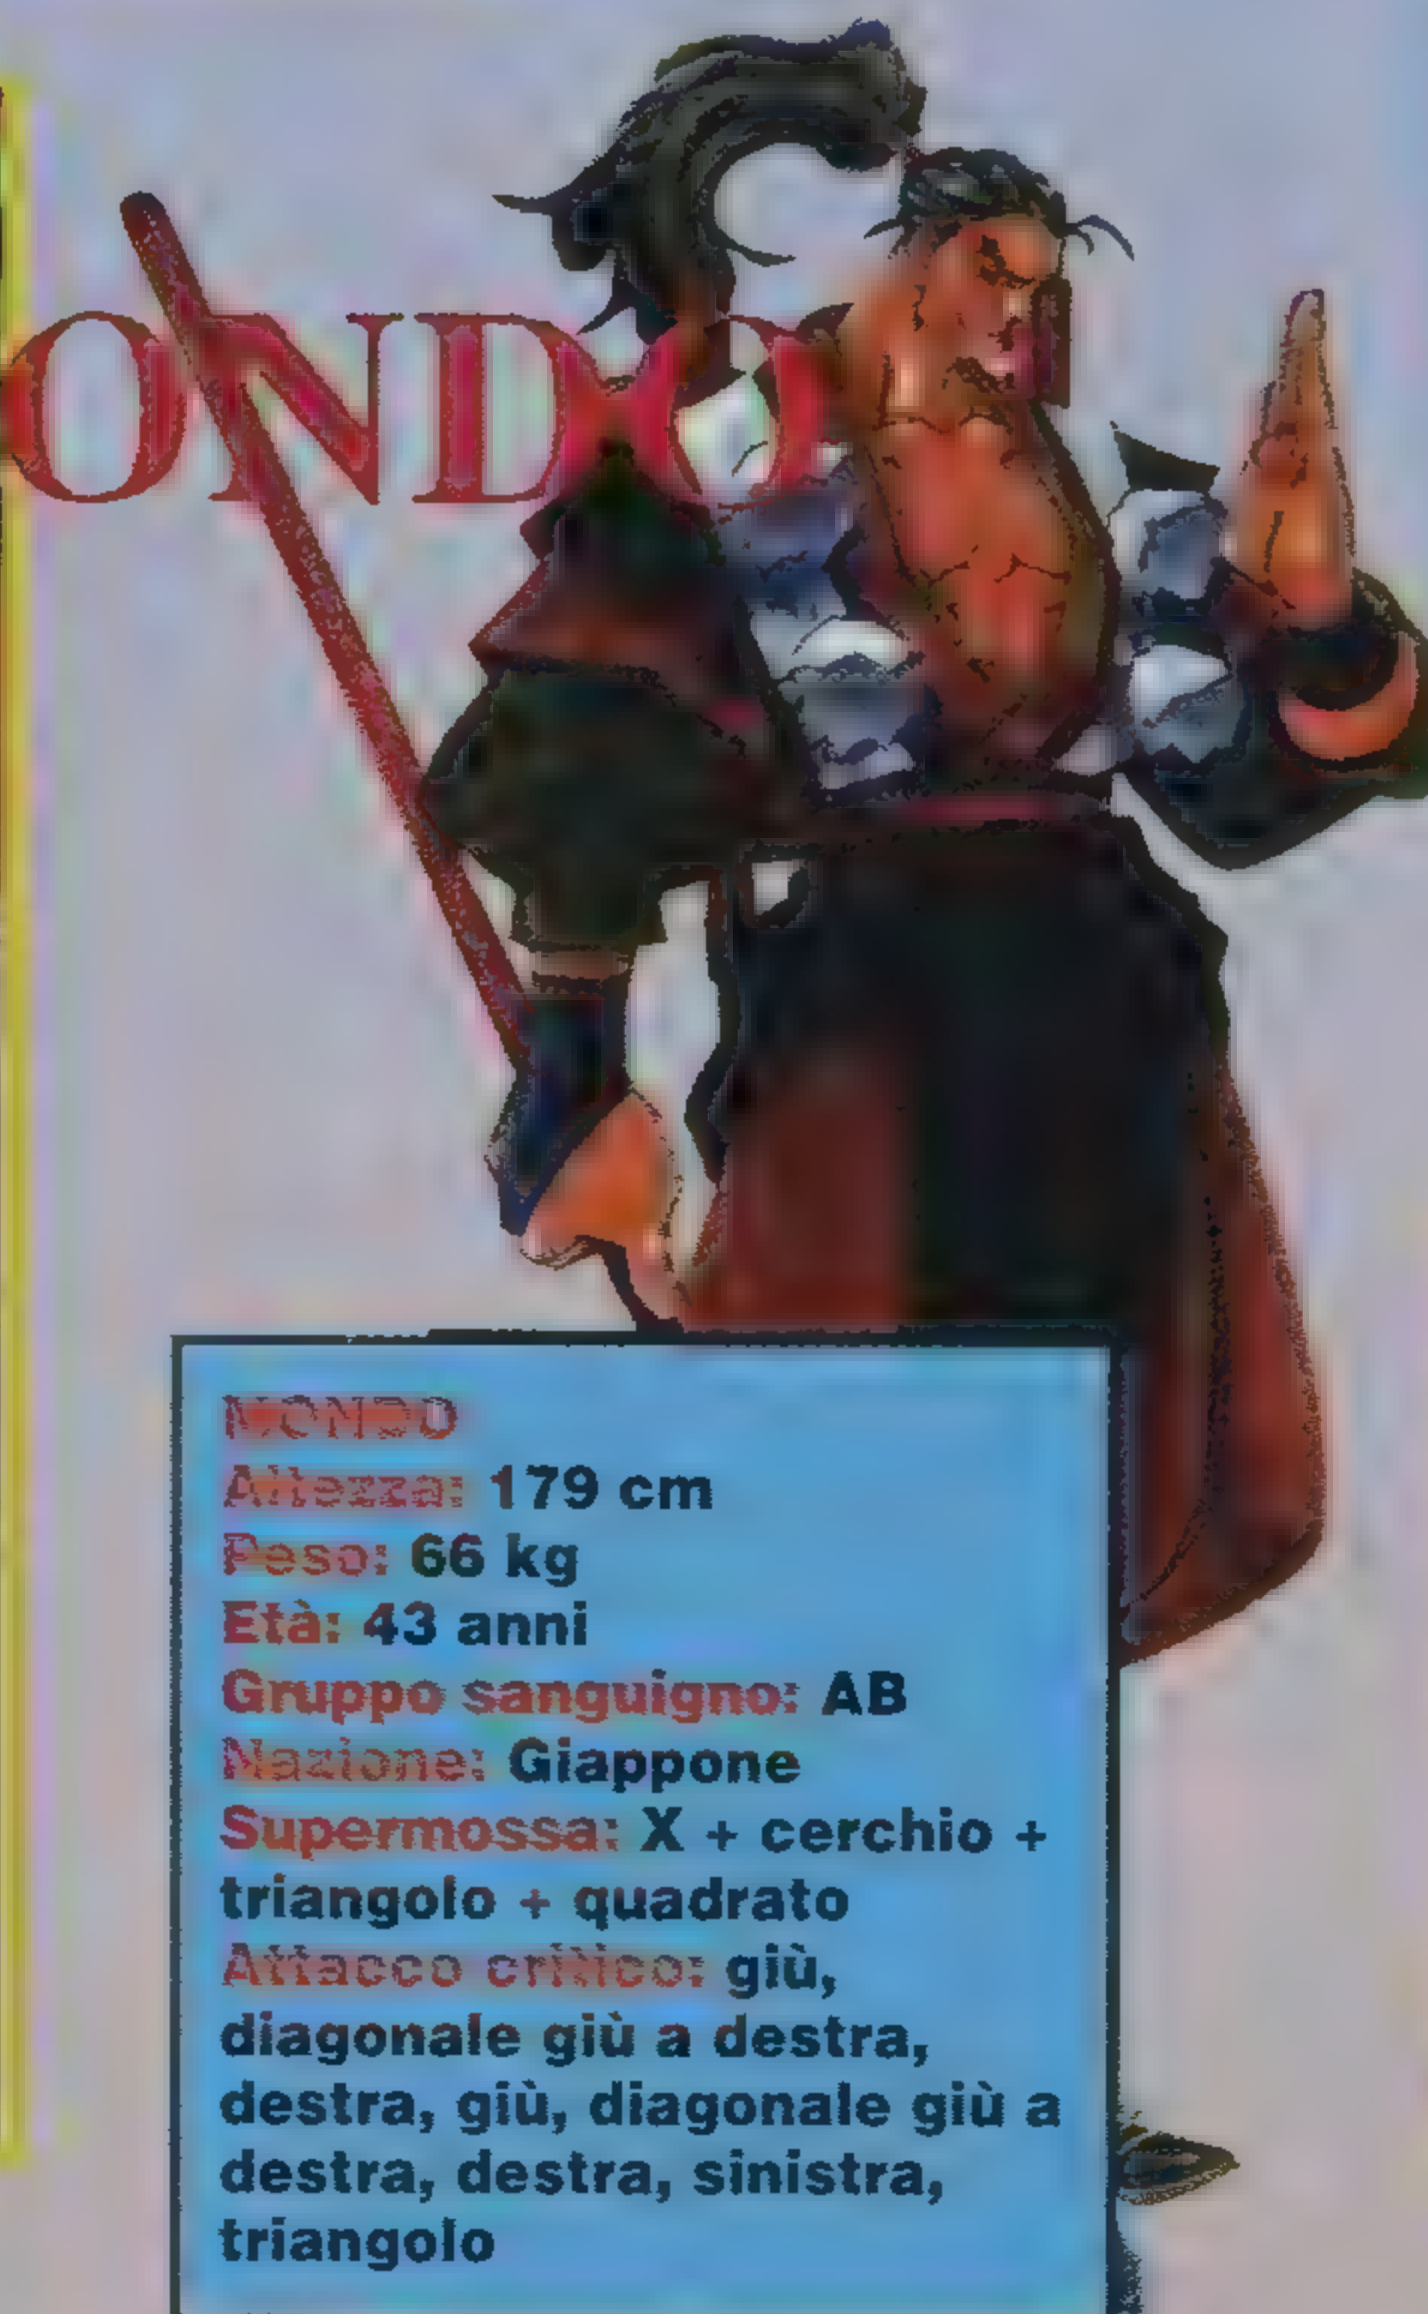 ONDO
MONDO
Altezza: 179 cm
Peso: 66 kg
Età: 43 anni
Gruppo sanguigno: AB
Nazione: Giappone
Supermossa: X + cerchio +
triangolo + quadrato
Attacco critico: giù,
diagonale giù a destra,
destra, giù, diagonale giù a
destra, destra, sinistra,
triangolo